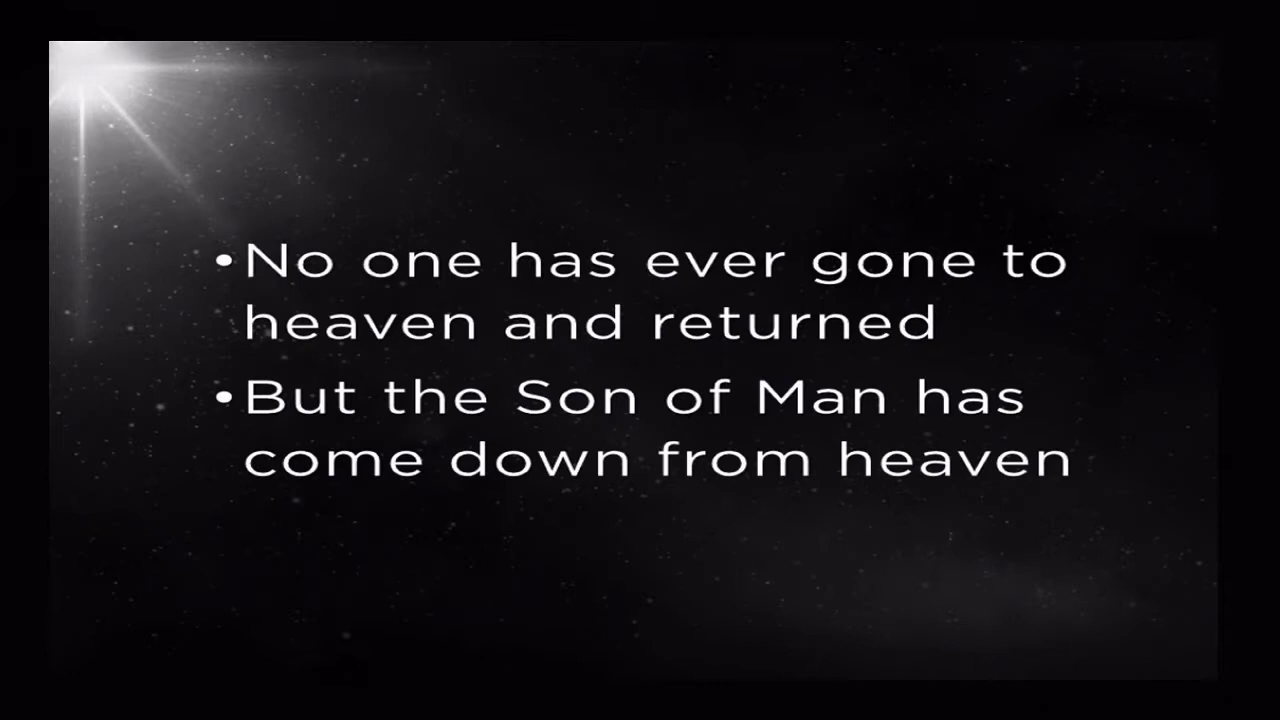 •No one has ever gone to
heaven and returned
•But the Son of Man has
come down from heaven